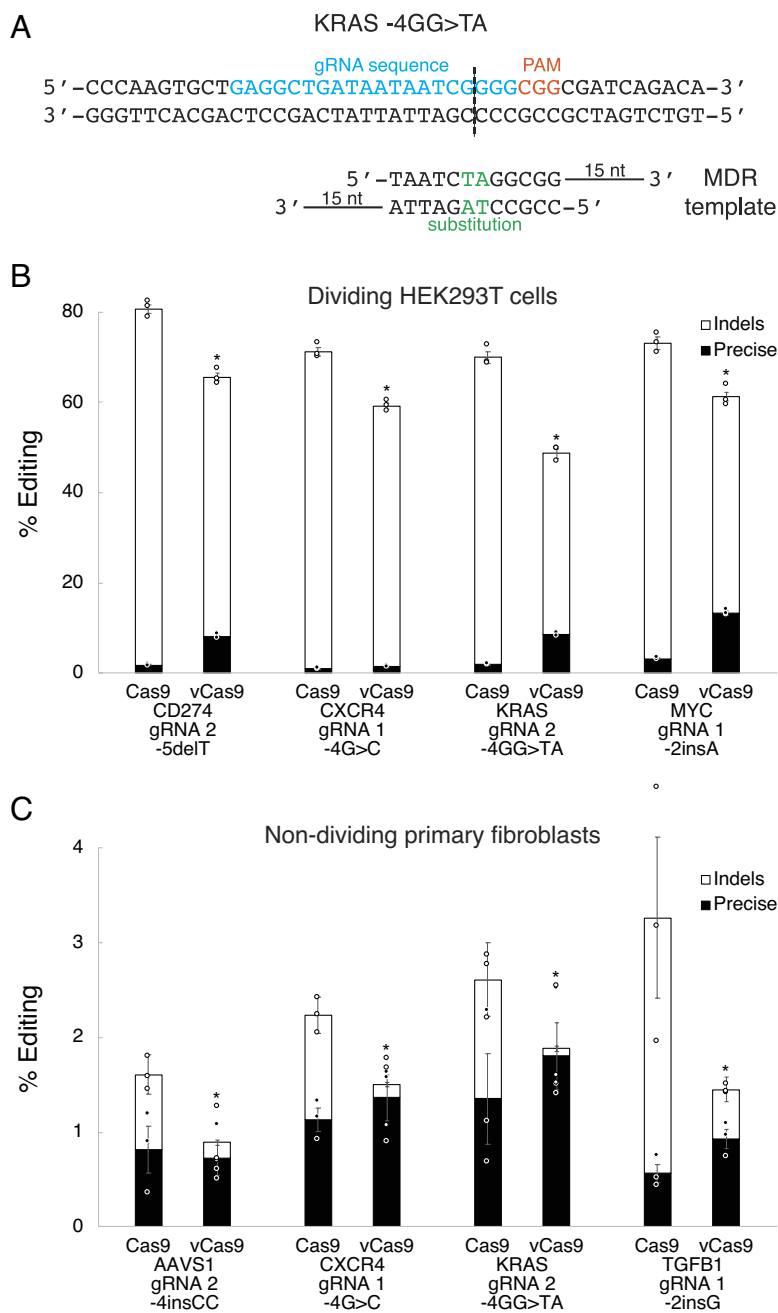 A
KRAS -4GG>TA
gRNA sequence PAM
5′-CCCAAGTGCTGAGGCTGATAATAATCGGGGCGGCGATCAGACA-3′
3′-GGGTTCACGACTCCGACTATTATTAGCCCCGCCGCTAGTCTGT-5′
5′-TAATCTAGGCGG 15 nt 3′ MDR
3′ 15 nt ATTAGATCCGCC-5′ template
substitution
B
Dividing HEK293T cells
80
60
40
20
0
% Editing
Indels
Precise
* * * *
Cas9 vCas9 Cas9 vCas9 Cas9 vCas9 Cas9 vCas9
CD274 CXCR4 KRAS MYC
gRNA 2 gRNA 1 gRNA 2 gRNA 1
-5delT -4G>C -4GG>TA -2insA
C
Non-dividing primary fibroblasts
4
3
2
1
0
% Editing
Indels
Precise
* * * *
Cas9 vCas9 Cas9 vCas9 Cas9 vCas9 Cas9 vCas9
AAVS1 CXCR4 KRAS TGFB1
gRNA 2 gRNA 1 gRNA 2 gRNA 1
-4insCC -4G>C -4GG>TA -2insG